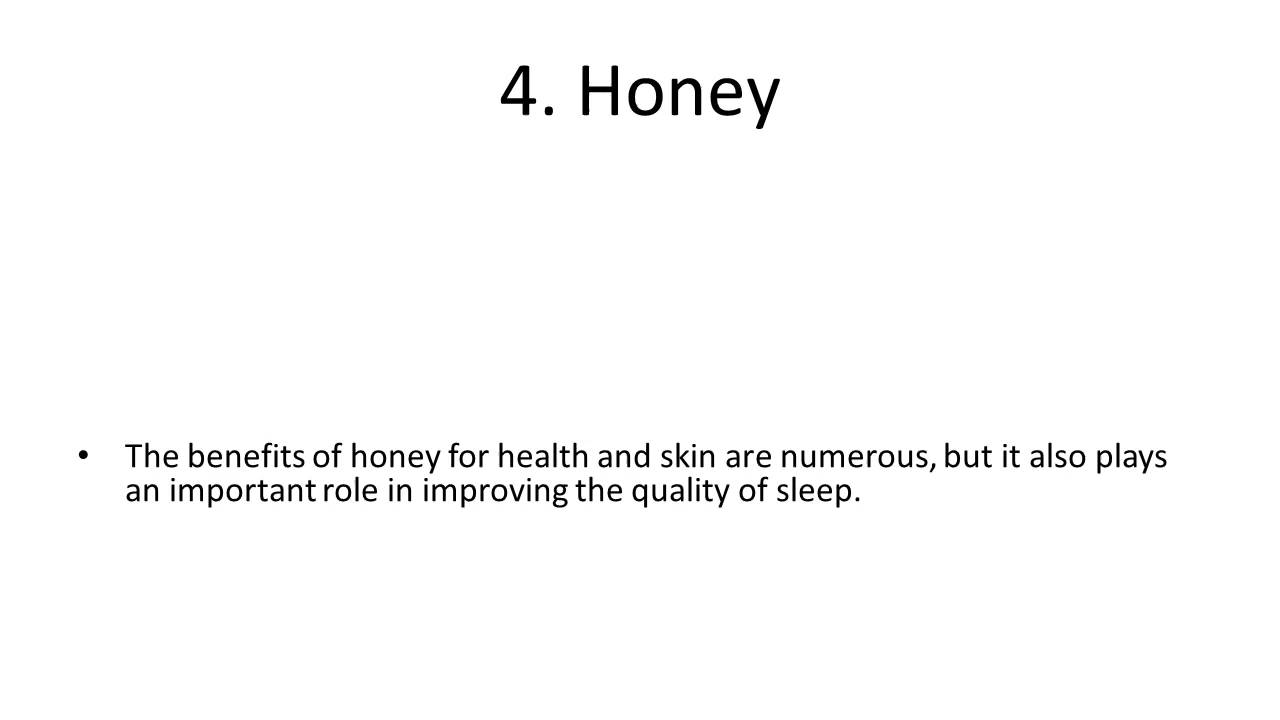 4. Honey
• The benefits of honey for health and skin are numerous, but it also plays
an important role in improving the quality of sleep.